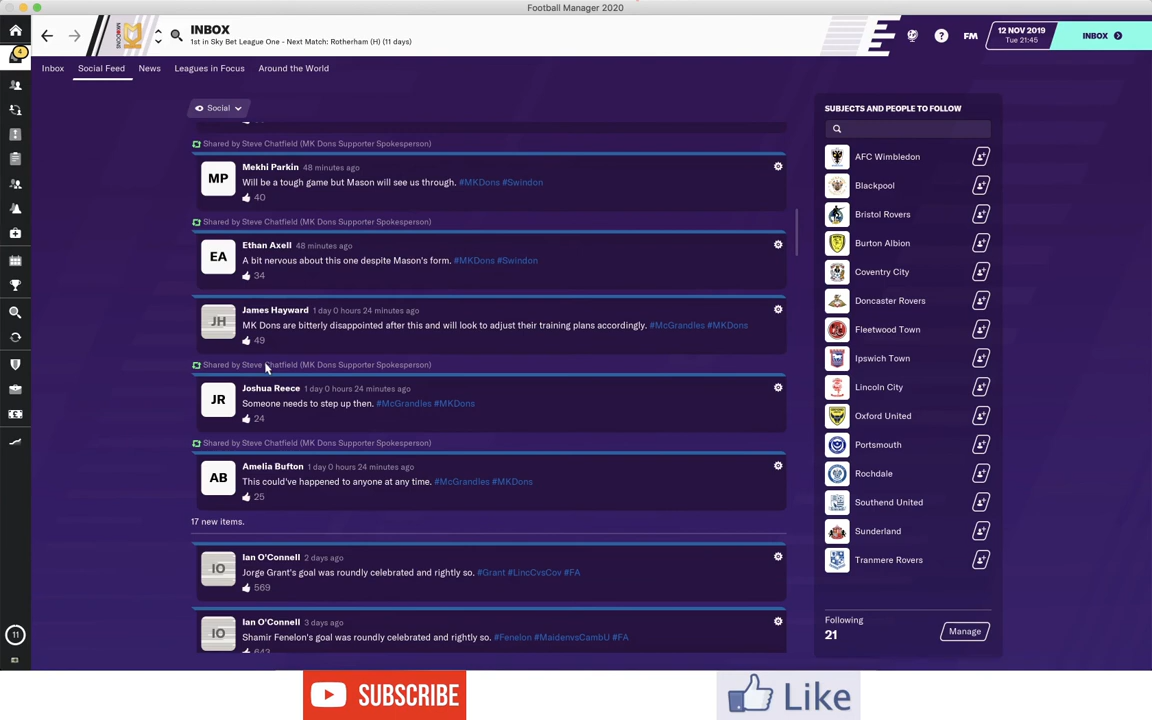 Football Manager 2020
INBOX
1st in Sky Bet League One - Next Match: Rotherham (H) (11 days)
FM
12 NOV 2019
Tue 21:45
INBOX
4
Inbox
Social Feed
News
Leagues in Focus
Around the World
Social
Shared by Steve Chatfield (MK Dons Supporter Spokesperson)
MP
Mekhi Parkin 48 minutes ago
Will be a tough game but Mason will see us through. #MKDons #Swindon
40
Shared by Steve Chatfield (MK Dons Supporter Spokesperson)
EA
Ethan Axell 48 minutes ago
A bit nervous about this one despite Mason's form. #MKDons #Swindon
34
JH
James Hayward 1 day 0 hours 24 minutes ago
MK Dons are bitterly disappointed after this and will look to adjust their training plans accordingly. #McGrandles #MKDons
49
Shared by Steve Chatfield (MK Dons Supporter Spokesperson)
JR
Joshua Reece 1 day 0 hours 24 minutes ago
Someone needs to step up then. #McGrandles #MKDons
24
Shared by Steve Chatfield (MK Dons Supporter Spokesperson)
AB
Amelia Bufton 1 day 0 hours 24 minutes ago
This could've happened to anyone at any time. #McGrandles #MKDons
25
17 new items.
IO
Ian O'Connell 2 days ago
Jorge Grant's goal was roundly celebrated and rightly so. #Grant #LincCvsCov #FA
569
IO
Ian O'Connell 3 days ago
Shamir Fenelon's goal was roundly celebrated and rightly so. #Fenelon #MaidenvsCambU #FA
643
SUBJECTS AND PEOPLE TO FOLLOW
AFC Wimbledon
Blackpool
Bristol Rovers
Burton Albion
Coventry City
Doncaster Rovers
Fleetwood Town
Ipswich Town
Lincoln City
Oxford United
Portsmouth
Rochdale
Southend United
Sunderland
Tranmere Rovers
Following
21
Manage
11
SUBSCRIBE
Like